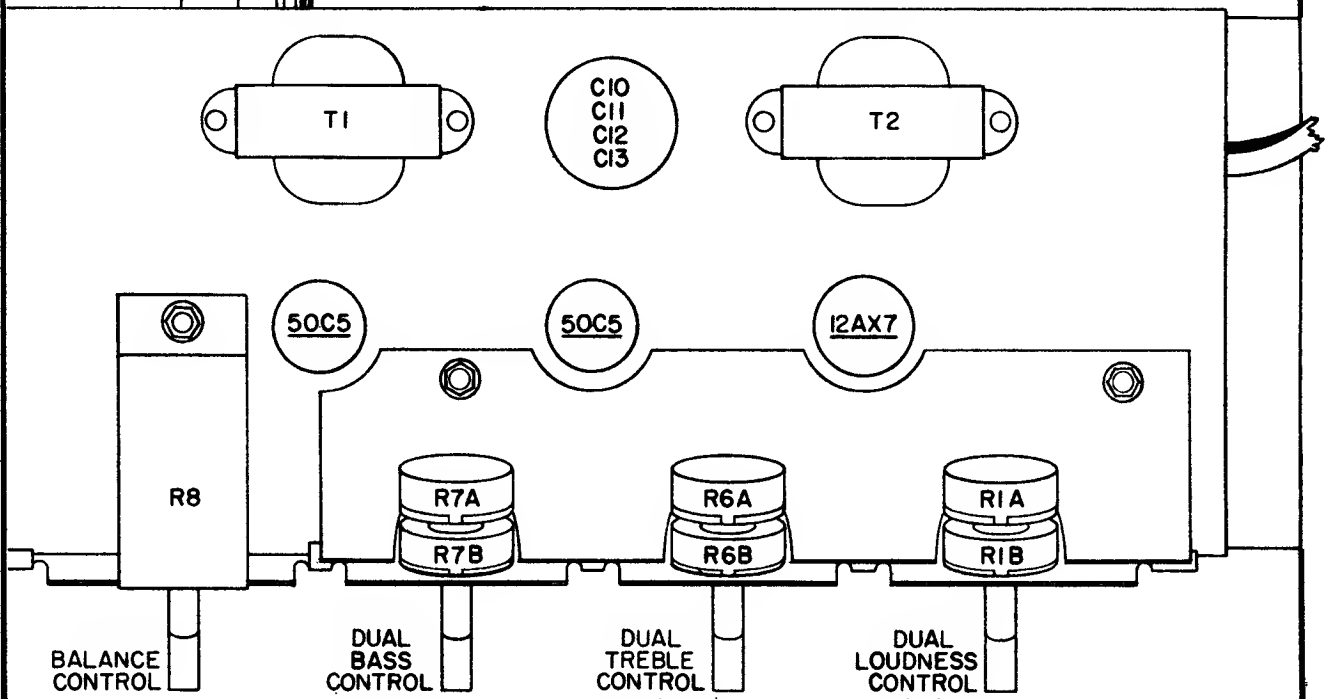 T1
C10
C11
C12
C13
T2
50C5
50C5
12AX7
R8
R7A
R7B
R6A
R6B
R1A
R1B
BALANCE
CONTROL
DUAL
BASS
CONTROL
DUAL
TREBLE
CONTROL
DUAL
LOUDNESS
CONTROL